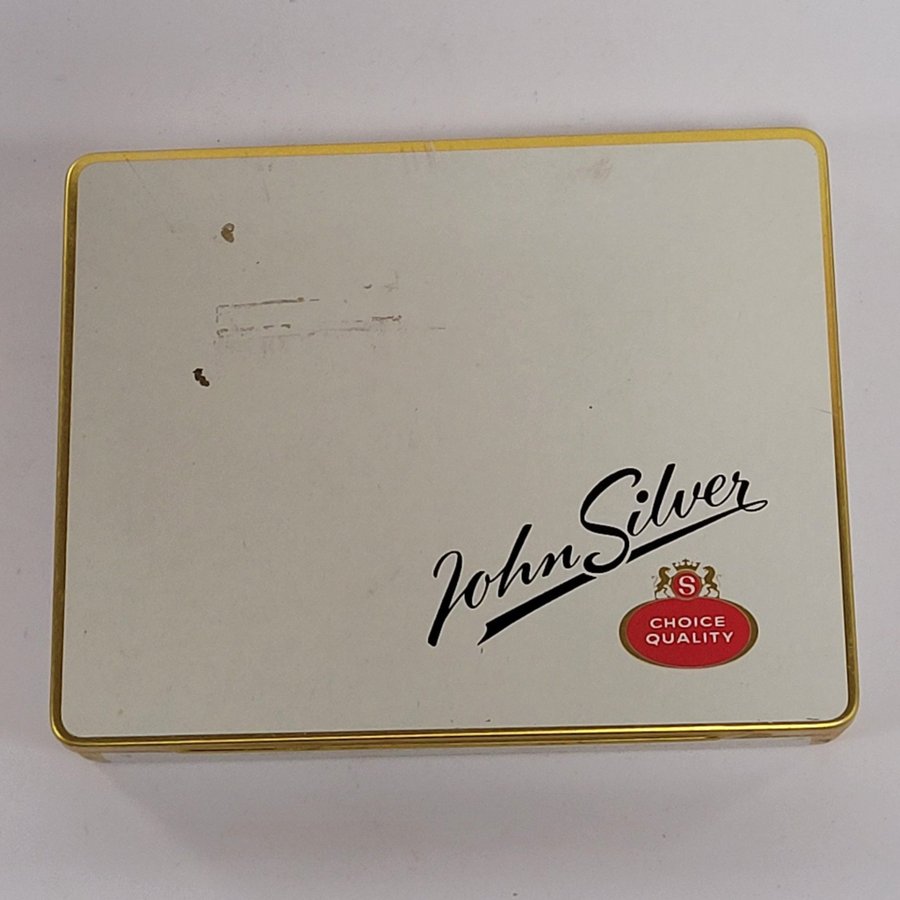 John Silver
S
CHOICE
QUALITY